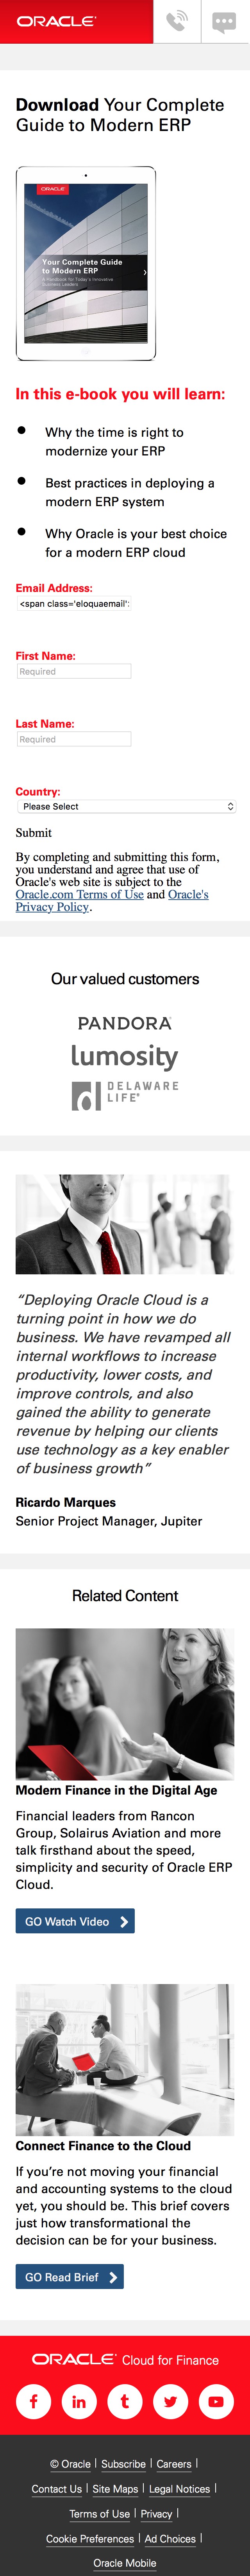 ORACLE
Download Your Complete
Guide to Modern ERP
ORACLE
Your Complete Guide
to Modern ERP
A Handbook for Today's Innovative
Business Leaders
In this e-book you will learn:
Why the time is right to
modernize your ERP
Best practices in deploying a
modern ERP system
Why Oracle is your best choice
for a modern ERP cloud
Email Address:
<span class='eloquaemail':
First Name:
Required
Last Name:
Required
Country:
Please Select
Submit
By completing and submitting this form,
you understand and agree that use of
Oracle's web site is subject to the
Oracle.com Terms of Use and Oracle's
Privacy Policy.
Our valued customers
PANDORA
lumosity
DELAWARE
LIFE
“Deploying Oracle Cloud is a
turning point in how we do
business. We have revamped all
internal workflows to increase
productivity, lower costs, and
improve controls, and also
gained the ability to generate
revenue by helping our clients
use technology as a key enabler
of business growth”
Ricardo Marques
Senior Project Manager, Jupiter
Related Content
Modern Finance in the Digital Age
Financial leaders from Rancon
Group, Solairus Aviation and more
talk firsthand about the speed,
simplicity and security of Oracle ERP
Cloud.
GO Watch Video
Connect Finance to the Cloud
If you’re not moving your financial
and accounting systems to the cloud
yet, you should be. This brief covers
just how transformational the
decision can be for your business.
GO Read Brief
ORACLE Cloud for Finance
© Oracle | Subscribe | Careers |
Contact Us | Site Maps | Legal Notices |
Terms of Use | Privacy |
Cookie Preferences | Ad Choices |
Oracle Mobile